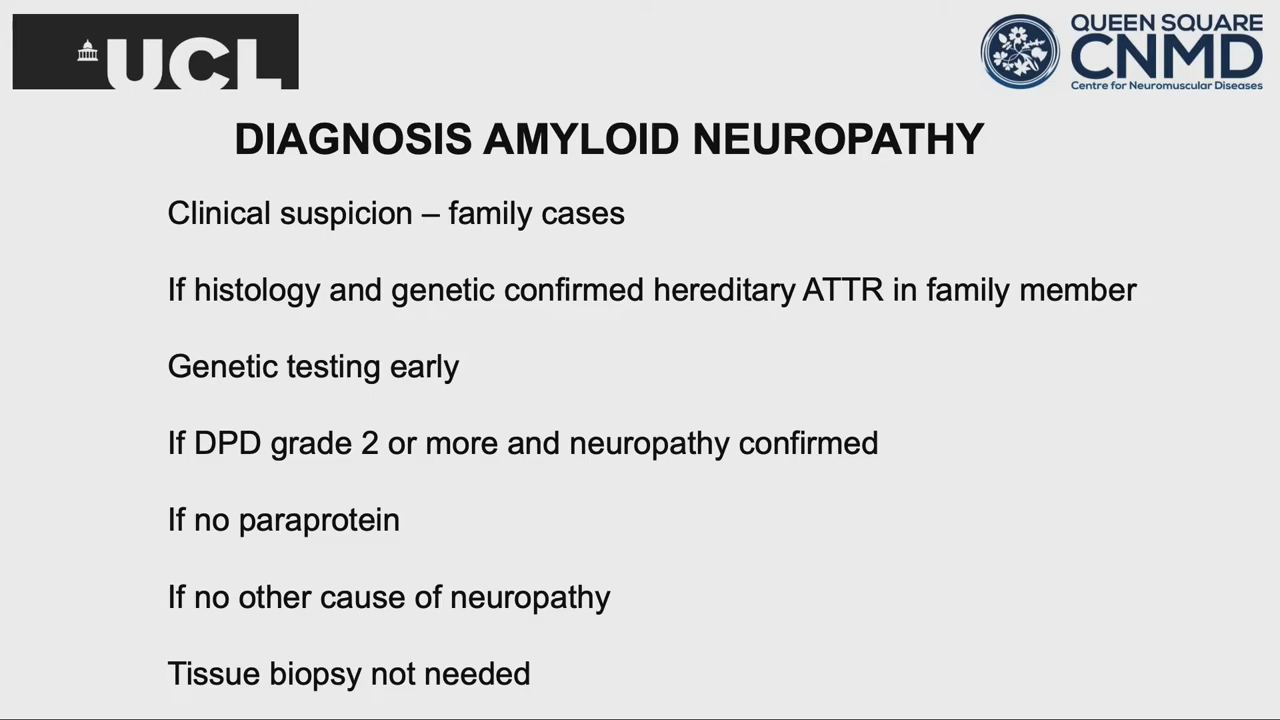 UCL
QUEEN SQUARE
CNMD
Centre for Neuromuscular Diseases
DIAGNOSIS AMYLOID NEUROPATHY
Clinical suspicion – family cases
If histology and genetic confirmed hereditary ATTR in family member
Genetic testing early
If DPD grade 2 or more and neuropathy confirmed
If no paraprotein
If no other cause of neuropathy
Tissue biopsy not needed